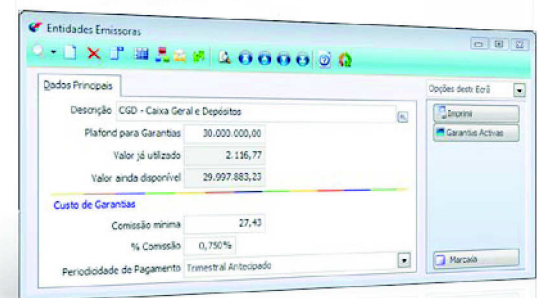 Entidades Emissoras
Dados Principais
Opções deste Ecrã
Descrição CGD - Caixa Geral e Depósitos
Imprimir
Plafond para Garantias 30.000.000,00
Garantias Activas
Valor já utilizado 2.116,77
Valor ainda disponível 29.997.883,23
Custo de Garantias
Comissão mínima 27,43
% Comissão 0,750%
Periodicidade de Pagamento Trimestral Antecipado